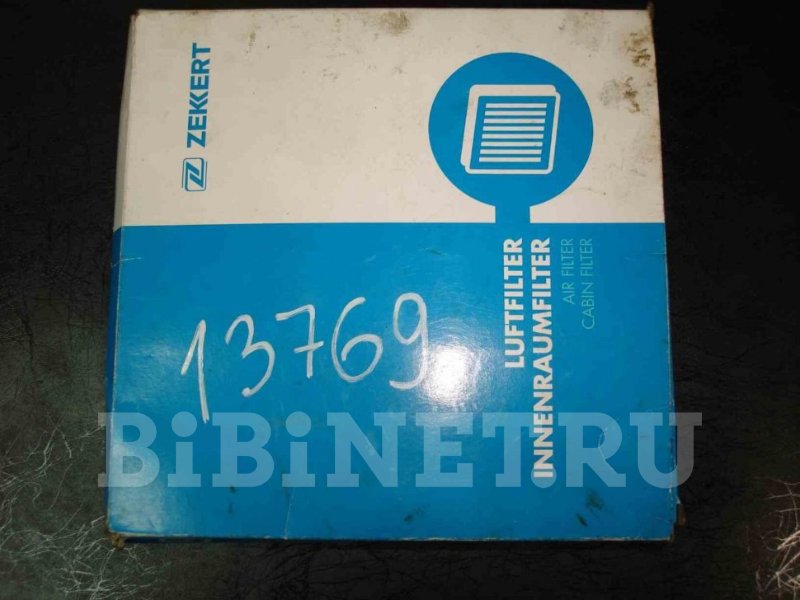 ZEKKERT
LUFTFILTER
INNENRAUMFILTER
AIR FILTER
CABIN FILTER
13769
BiBiNET.RU